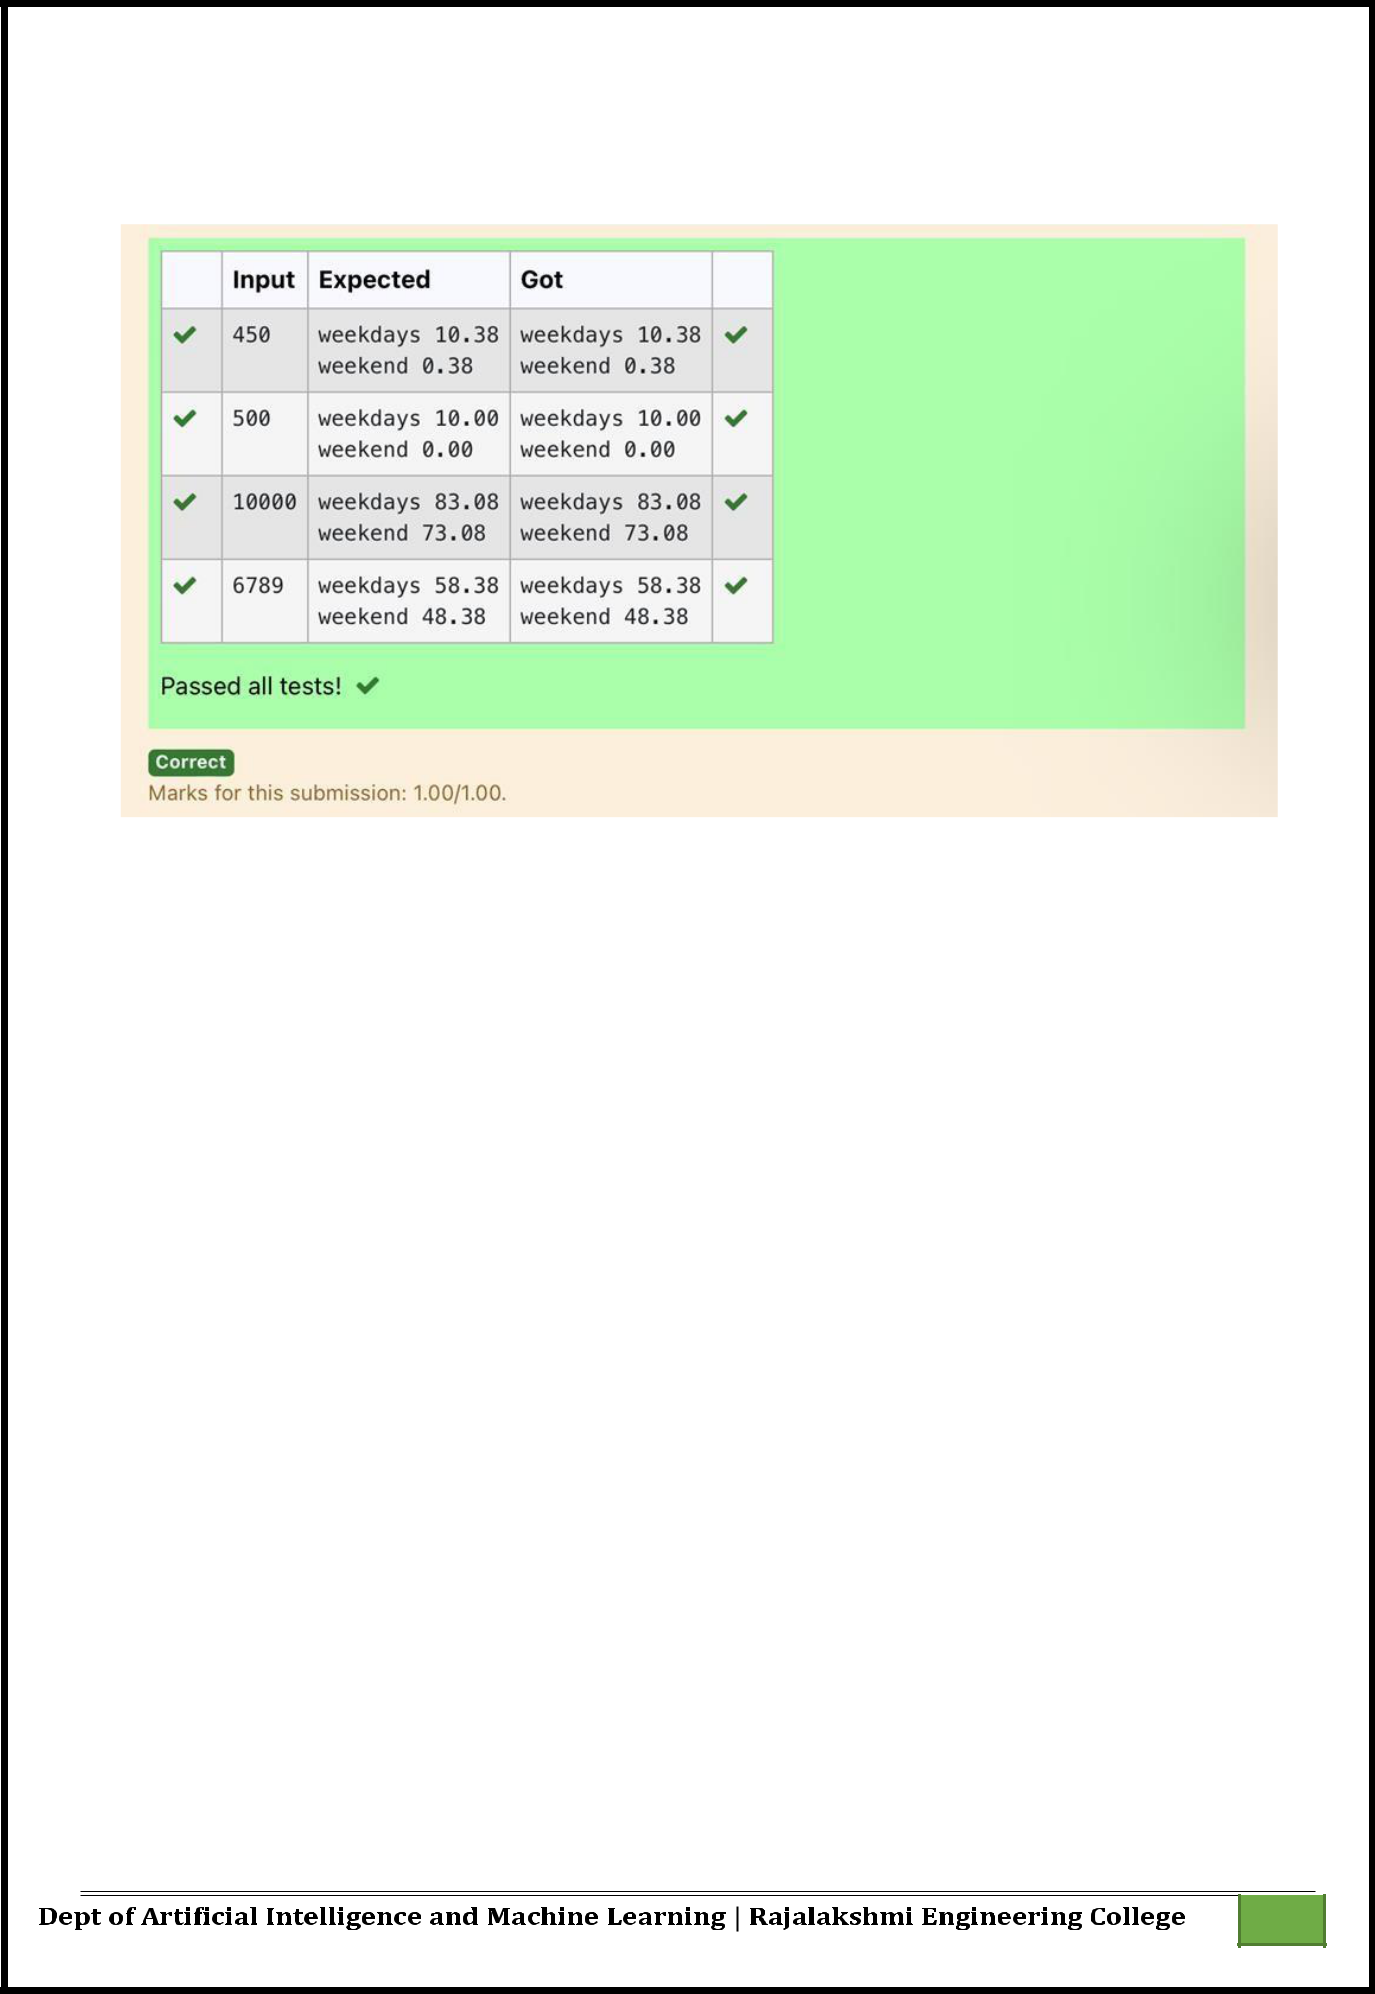 Input Expected Got
450 weekdays 10.38 weekdays 10.38
weekend 0.38 weekend 0.38
500 weekdays 10.00 weekdays 10.00
weekend 0.00 weekend 0.00
10000 weekdays 83.08 weekdays 83.08
weekend 73.08 weekend 73.08
6789 weekdays 58.38 weekdays 58.38
weekend 48.38 weekend 48.38
Passed all tests!
Correct
Marks for this submission: 1.00/1.00.
Dept of Artificial Intelligence and Machine Learning | Rajalakshmi Engineering College